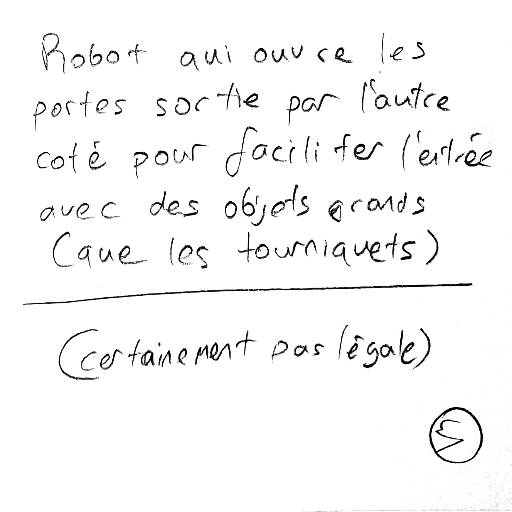 Robot qui ouvre les
portes sortie par l'autre
coté pour faciliter l'entrée
avec des objets grands
(que les tourniquets)
(certainement pas légale)